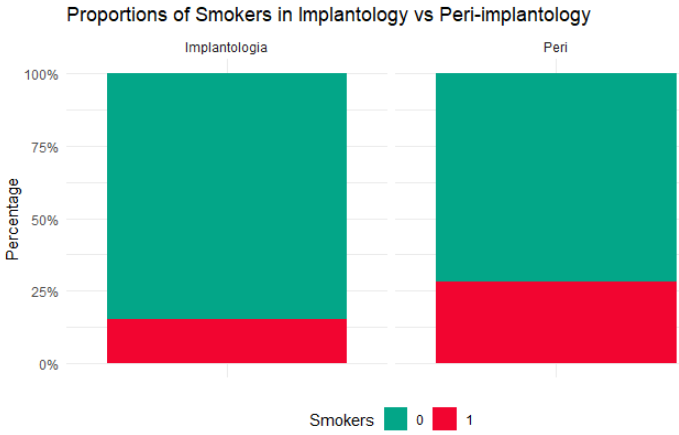 Proportions of Smokers in Implantology vs Peri-implantology
Implantologia Peri
100%
75%
50%
25%
0%
Percentage
Smokers 0 1